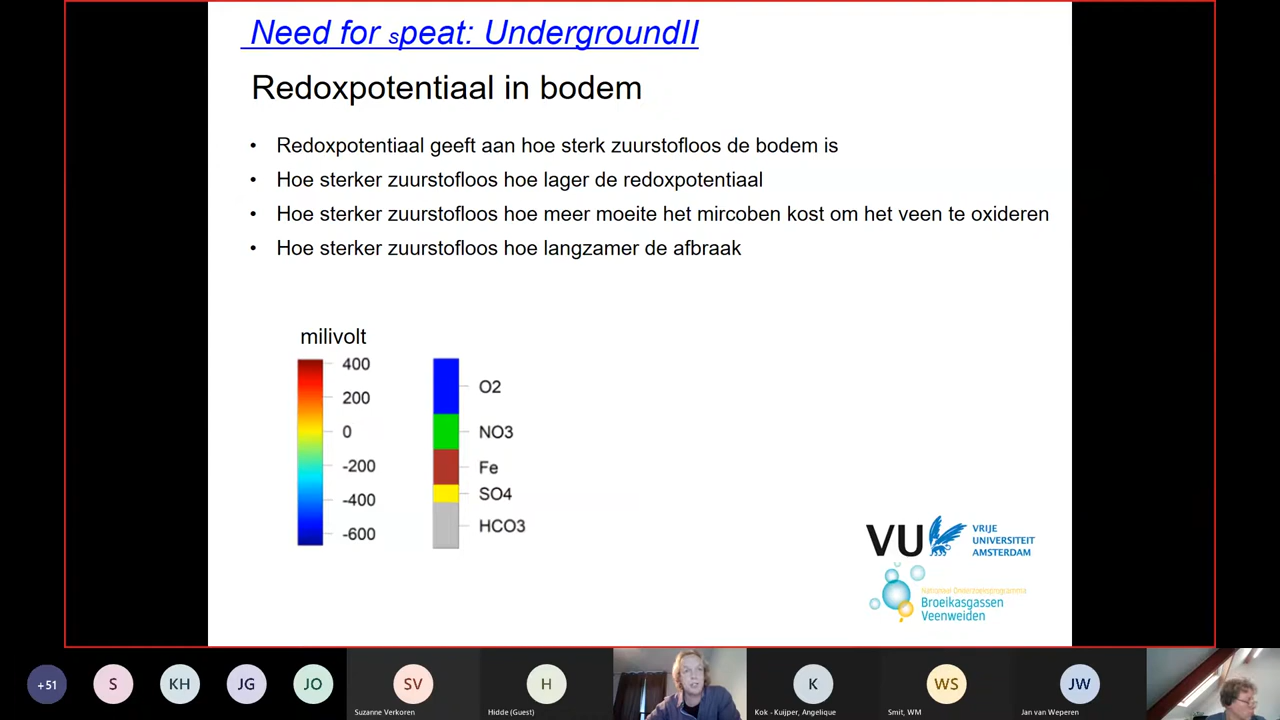 Need for speat: UndergroundII
Redoxpotentiaal in bodem
• Redoxpotentiaal geeft aan hoe sterk zuurstofloos de bodem is
• Hoe sterker zuurstofloos hoe lager de redoxpotentiaal
• Hoe sterker zuurstofloos hoe meer moeite het mircoben kost om het veen te oxideren
• Hoe sterker zuurstofloos hoe langzamer de afbraak
milivolt
400
200
0
-200
-400
-600
O2
NO3
Fe
SO4
HCO3
VU
VRIJE
UNIVERSITEIT
AMSTERDAM
Nationale Onderzoeksprogramma
Broeikasgassen
Veenweiden
+51
S
KH
JG
JO
SV
Suzanne Verkoren
H
Hidde (Guest)
K
Kok - Kuijper, Angelique
WS
Smit, WM
JW
Jan van Weperen